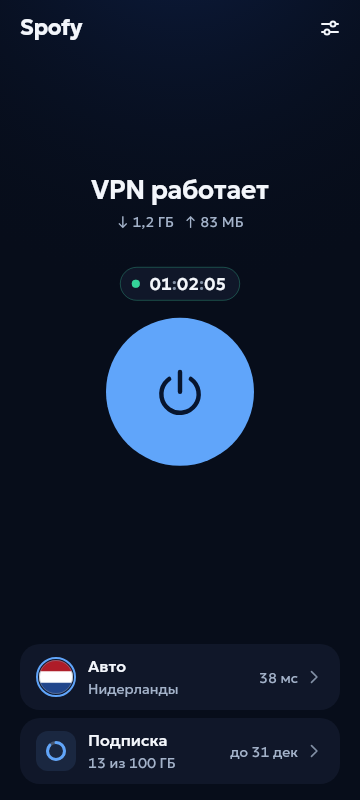 Spofy
VPN работает
↓ 1,2 ГБ ↑ 83 МБ
01:02:05
Авто
Нидерланды
38 мс
Подписка
13 из 100 ГБ
до 31 дек